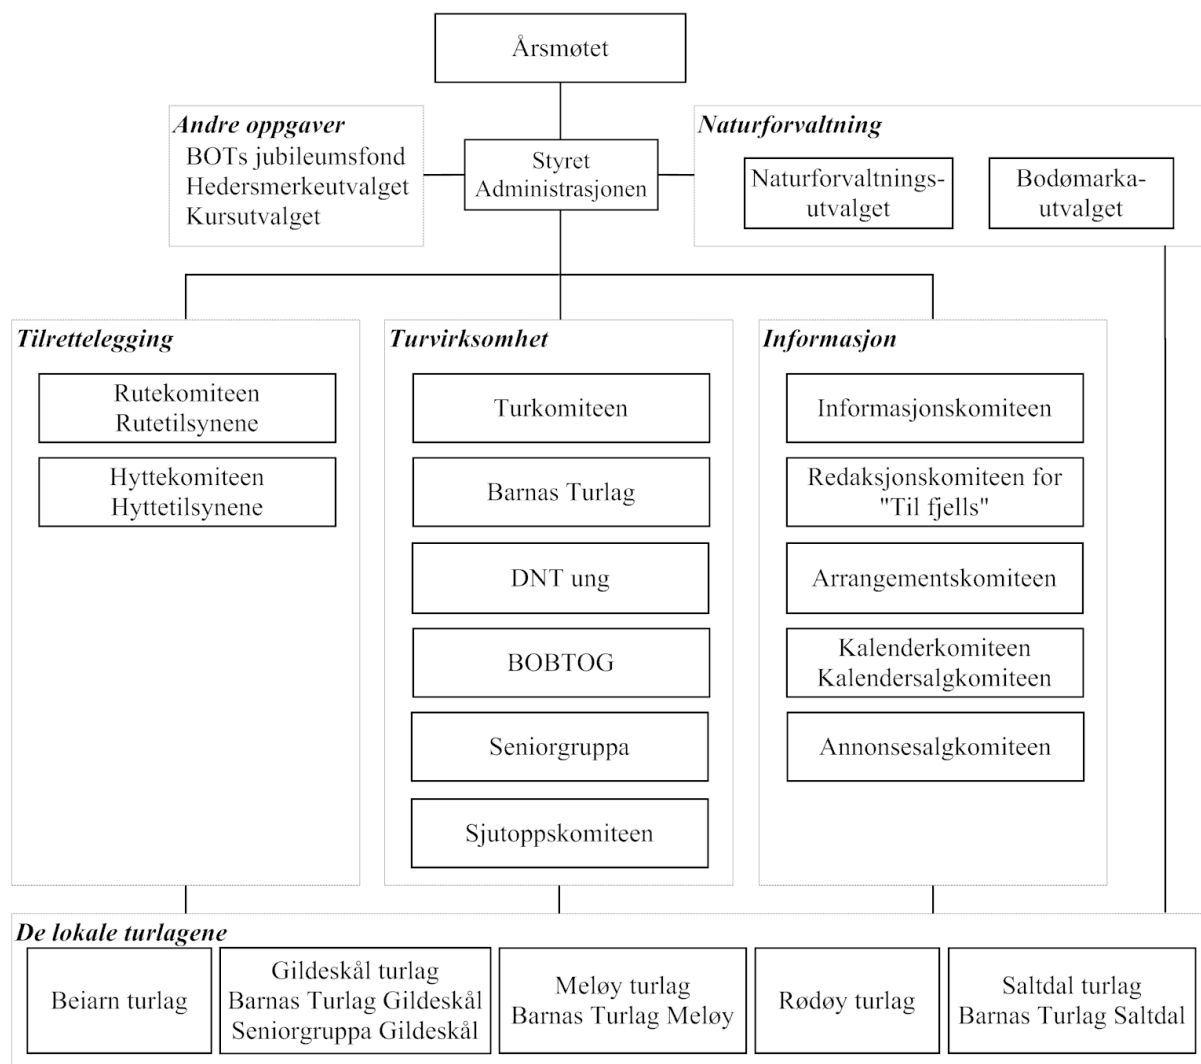 Årsmøtet
Andre oppgaver
BOTs jubileumsfond
Hedersmerkeutvalget
Kursutvalget
Styret
Administrasjonen
Naturforvaltning
Naturforvaltnings-
utvalget
Bodømarka-
utvalget
Tilrettelegging
Rutekomiteen
Rutetilsynene
Hyttekomiteen
Hyttetilsynene
Turvirksomhet
Turkomiteen
Barnas Turlag
DNT ung
BOBTOG
Seniorgruppa
Sjutoppskomiteen
Informasjon
Informasjonskomiteen
Redaksjonskomiteen for
"Til fjells"
Arrangementskomiteen
Kalenderkomiteen
Kalendersalgkomiteen
Annonsesalgkomiteen
De lokale turlagene
Beiarn turlag
Gildeskål turlag
Barnas Turlag Gildeskål
Seniorgruppa Gildeskål
Meløy turlag
Barnas Turlag Meløy
Rødøy turlag
Saltdal turlag
Barnas Turlag Saltdal